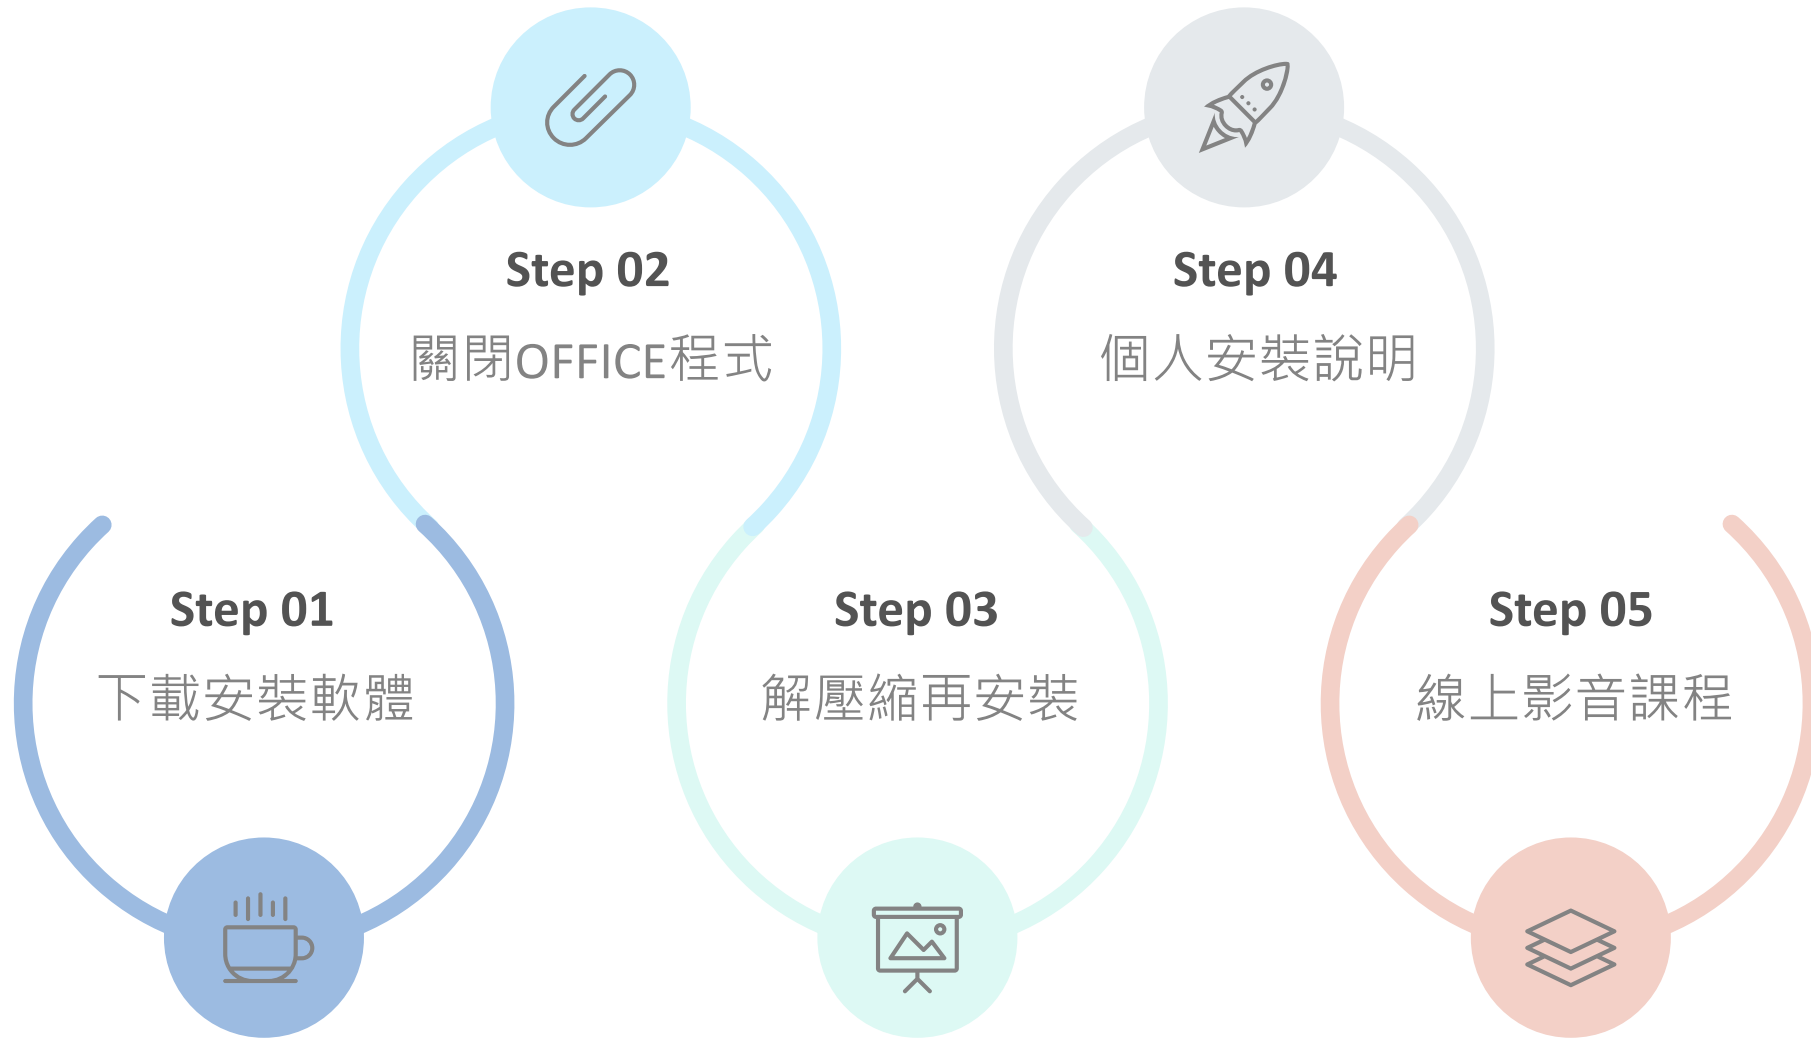 Step 01
下載安裝軟體
Step 02
關閉OFFICE程式
Step 03
解壓縮再安裝
Step 04
個人安裝說明
Step 05
線上影音課程